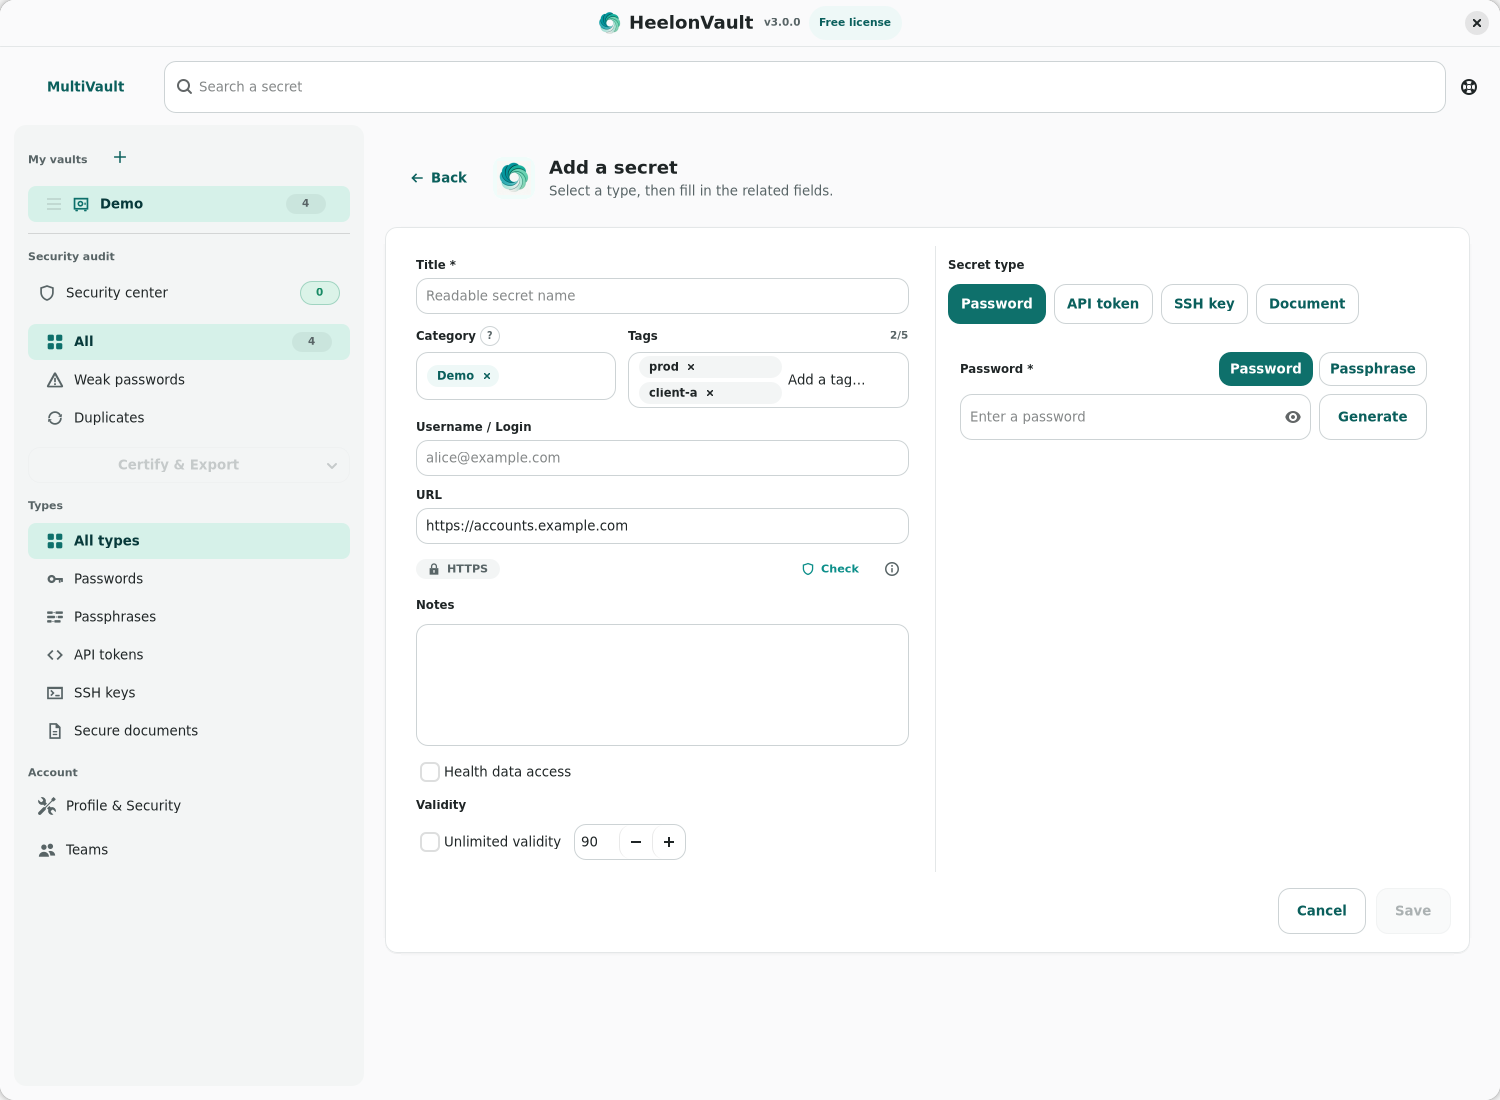 HeelonVault v3.0.0 Free license
MultiVault
Search a secret
My vaults
Demo 4
Security audit
Security center 0
All 4
Weak passwords
Duplicates
Certify & Export
Types
All types
Passwords
Passphrases
API tokens
SSH keys
Secure documents
Account
Profile & Security
Teams
Back
Add a secret
Select a type, then fill in the related fields.
Title *
Readable secret name
Category ?
Demo ×
Tags 2/5
prod ×
client-a ×
Add a tag...
Username / Login
alice@example.com
URL
https://accounts.example.com
HTTPS
Check
Notes
Health data access
Validity
Unlimited validity 90 − +
Secret type
Password API token SSH key Document
Password * Password Passphrase
Enter a password Generate
Cancel Save